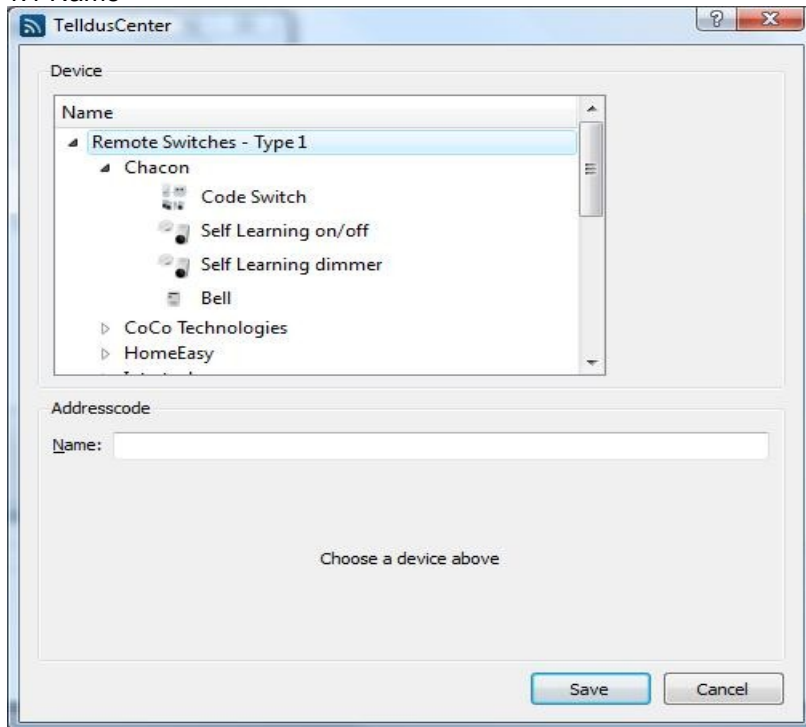 TelldusCenter
Device
Name
Remote Switches - Type 1
Chacon
Code Switch
Self Learning on/off
Self Learning dimmer
Bell
CoCo Technologies
HomeEasy
Addresscode
Name:
Choose a device above
Save Cancel